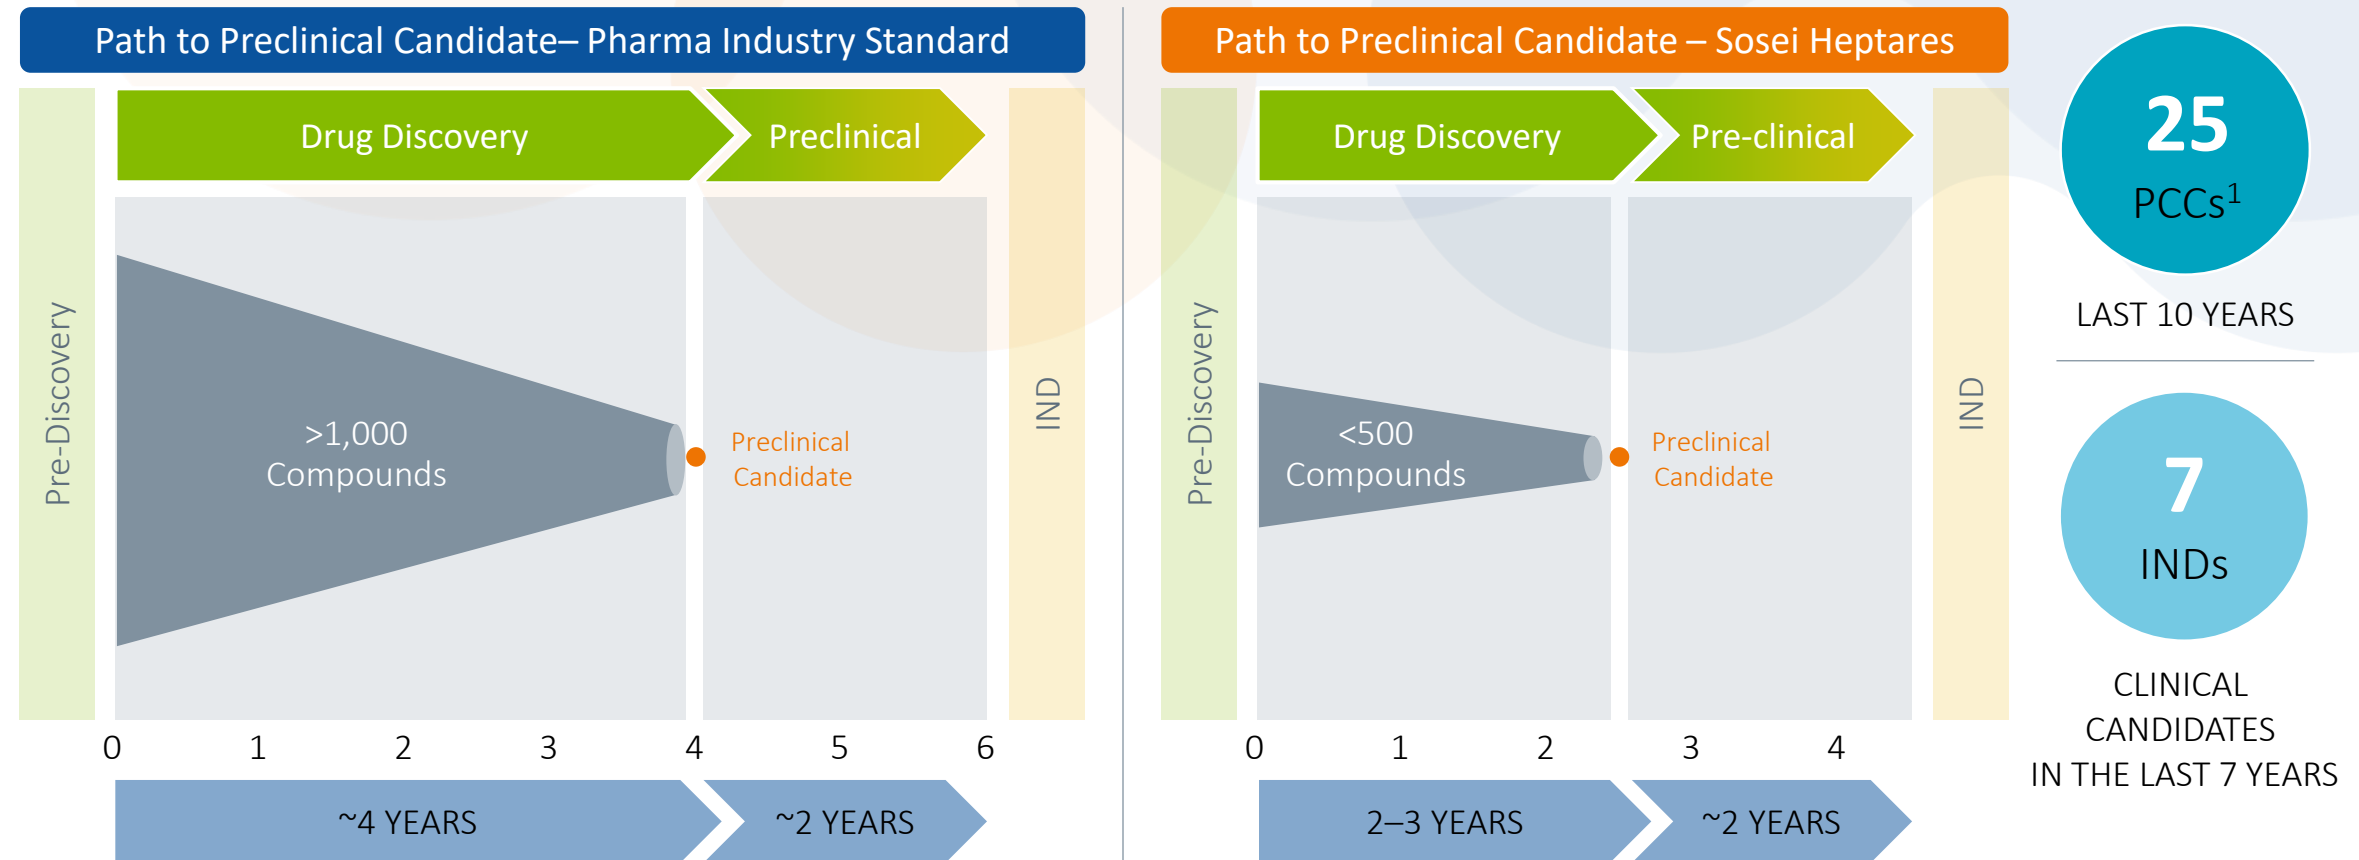 Path to Preclinical Candidate– Pharma Industry Standard
Drug Discovery
Preclinical
Pre-Discovery
>1,000
Compounds
Preclinical
Candidate
IND
0 1 2 3 4 5 6
~4 YEARS
~2 YEARS
Path to Preclinical Candidate – Sosei Heptares
Drug Discovery
Pre-clinical
Pre-Discovery
<500
Compounds
Preclinical
Candidate
IND
0 1 2 3 4
2–3 YEARS
~2 YEARS
25
PCCs¹
LAST 10 YEARS
7
INDs
CLINICAL
CANDIDATES
IN THE LAST 7 YEARS